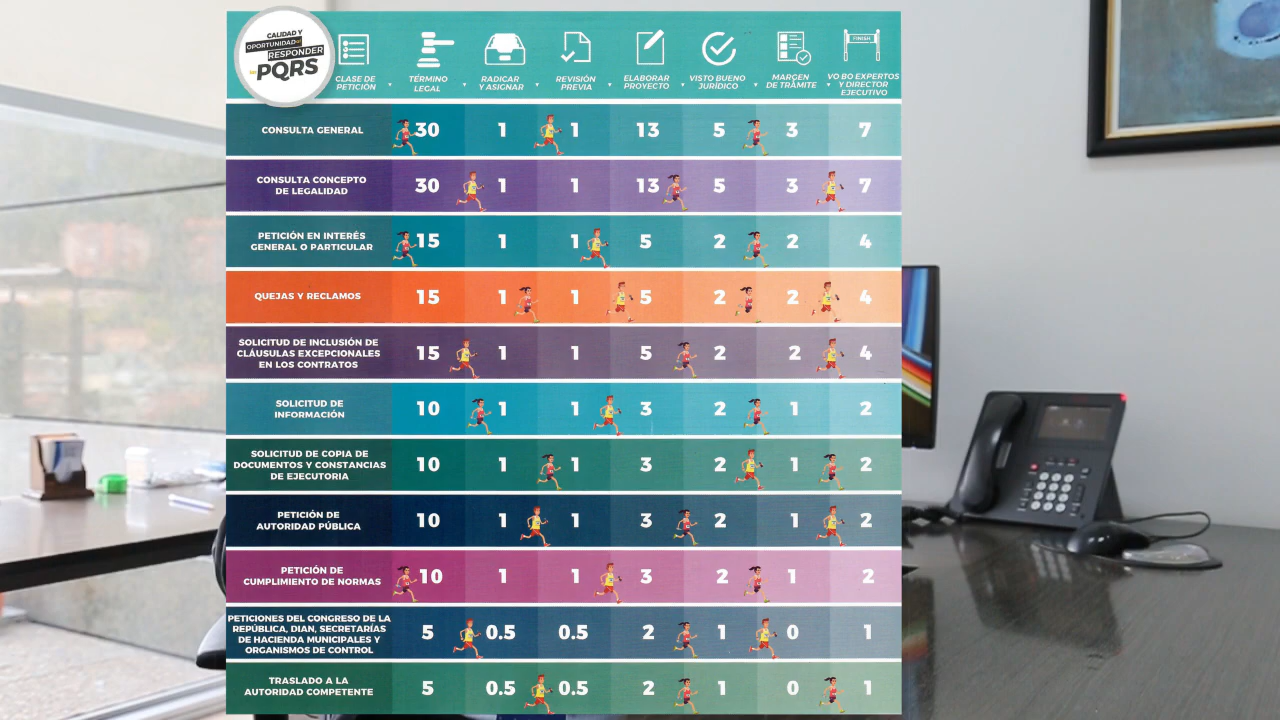 CALIDAD Y
OPORTUNIDAD
RESPONDER
PQRS
CLASE DE
PETICIÓN
TÉRMINO
LEGAL
RADICAR
Y ASIGNAR
REVISIÓN
PREVIA
ELABORAR
PROYECTO
VISTO BUENO
JURÍDICO
MARGEN
DE TRÁMITE
FINISH
VO BO EXPERTOS
Y DIRECTOR
EJECUTIVO
CONSULTA GENERAL 30 1 1 13 5 3 7
CONSULTA CONCEPTO
DE LEGALIDAD
30 1 1 13 5 3 7
PETICIÓN EN INTERÉS
GENERAL O PARTICULAR
15 1 1 5 2 2 4
QUEJAS Y RECLAMOS 15 1 1 5 2 2 4
SOLICITUD DE INCLUSIÓN DE
CLÁUSULAS EXCEPCIONALES
EN LOS CONTRATOS
15 1 1 5 2 2 4
SOLICITUD DE
INFORMACIÓN
10 1 1 3 2 1 2
SOLICITUD DE COPIA DE
DOCUMENTOS Y CONSTANCIAS
DE EJECUTORIA
10 1 1 3 2 1 2
PETICIÓN DE
AUTORIDAD PÚBLICA
10 1 1 3 2 1 2
PETICIÓN DE
CUMPLIMIENTO DE NORMAS
10 1 1 3 2 1 2
PETICIONES DEL CONGRESO DE LA
REPÚBLICA, DIAN, SECRETARÍAS
DE HACIENDA MUNICIPALES Y
ORGANISMOS DE CONTROL
5 0.5 0.5 2 1 0 1
TRASLADO A LA
AUTORIDAD COMPETENTE
5 0.5 0.5 2 1 0 1